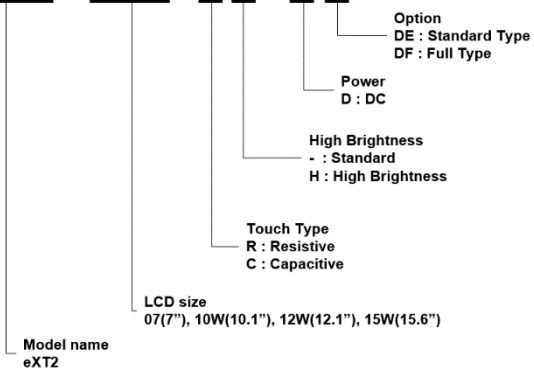 Option
DE : Standard Type
DF : Full Type
Power
D : DC
High Brightness
- : Standard
H : High Brightness
Touch Type
R : Resistive
C : Capacitive
LCD size
07(7”), 10W(10.1”), 12W(12.1”), 15W(15.6”)
Model name
eXT2